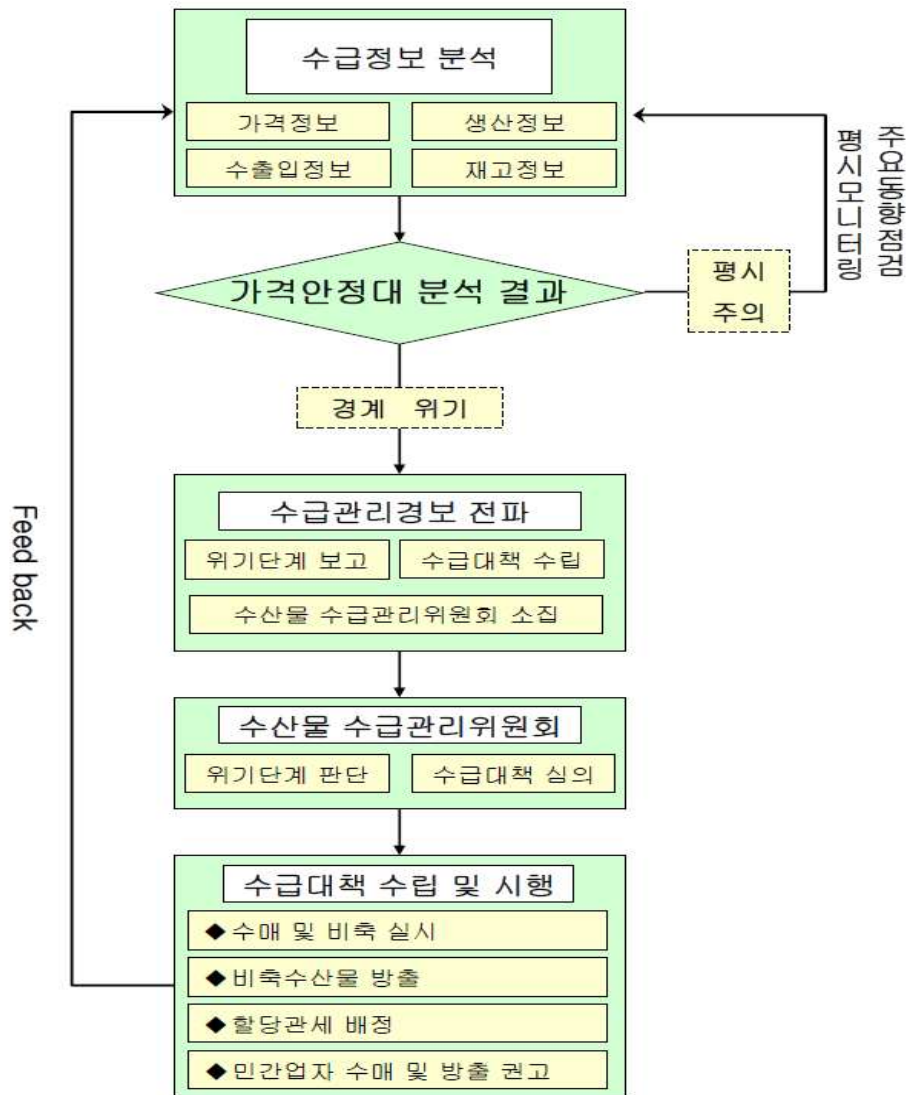 수급정보 분석
가격정보
생산정보
수출입정보
재고정보
가격안정대 분석 결과
평시
주의
평시모니터링
주요동향점검
경계 위기
수급관리경보 전파
위기단계 보고
수급대책 수립
수산물 수급관리위원회 소집
수산물 수급관리위원회
위기단계 판단
수급대책 심의
수급대책 수립 및 시행
◆수매 및 비축 실시
◆비축수산물 방출
◆할당관세 배정
◆민간업자 수매 및 방출 권고
Feed back